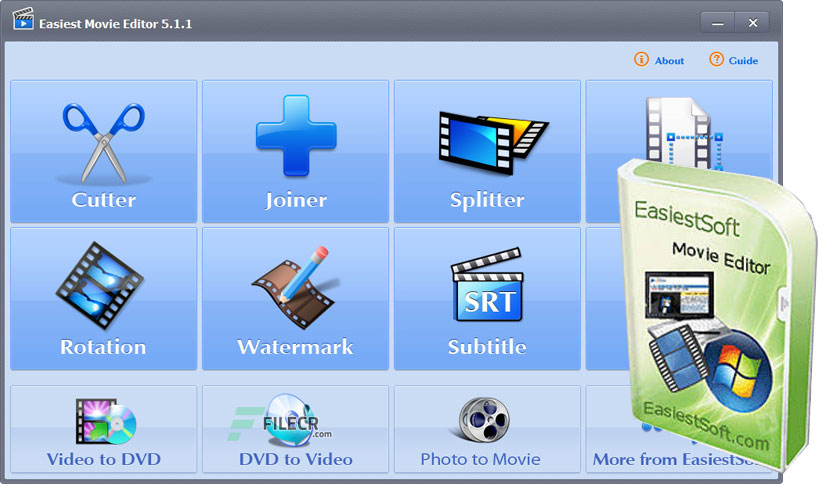 Easiest Movie Editor 5.1.1
About
Guide
Cutter
Joiner
Splitter
Rotation
Watermark
SRT
Subtitle
Video to DVD
FILECR
.com
DVD to Video
Photo to Movie
More from EasiestSo
EasiestSoft
Movie Editor
EasiestSoft.com